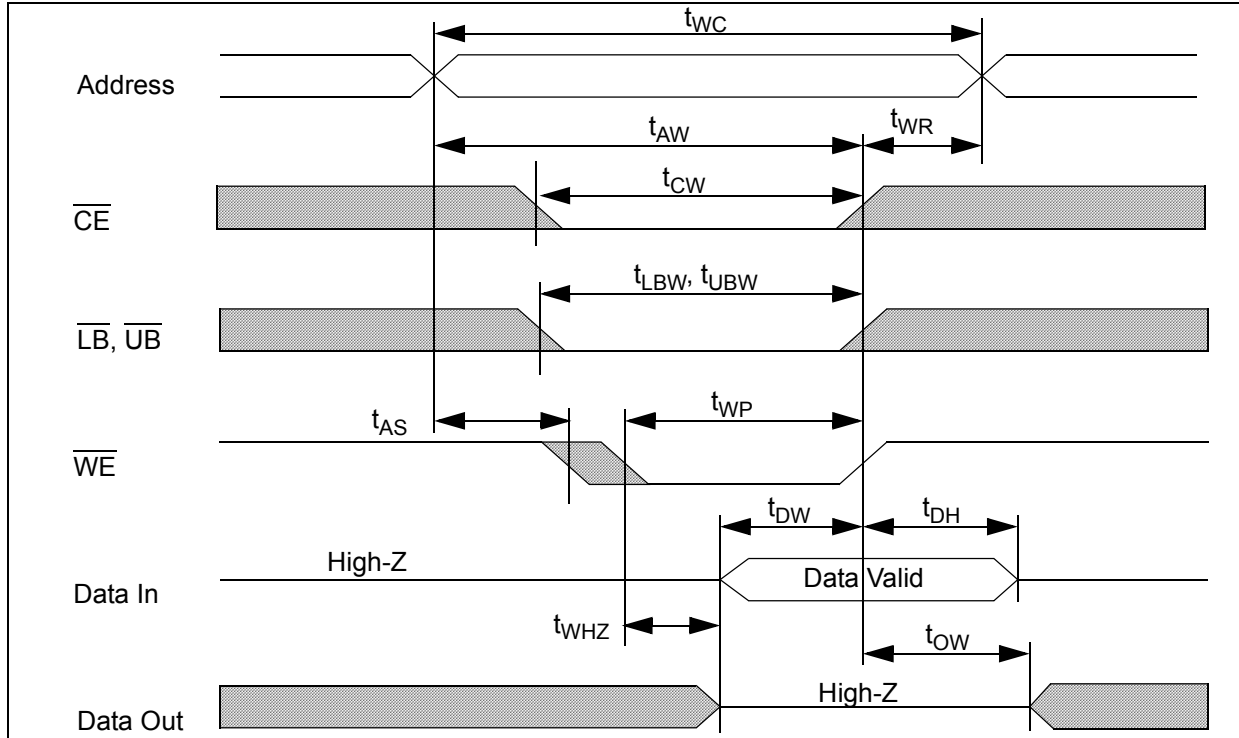 tWC
Address
tAW
tWR
tCW
CE
tLBW, tUBW
LB, UB
tAS
tWP
WE
tDW
tDH
High-Z
Data Valid
Data In
tWHZ
tOW
High-Z
Data Out